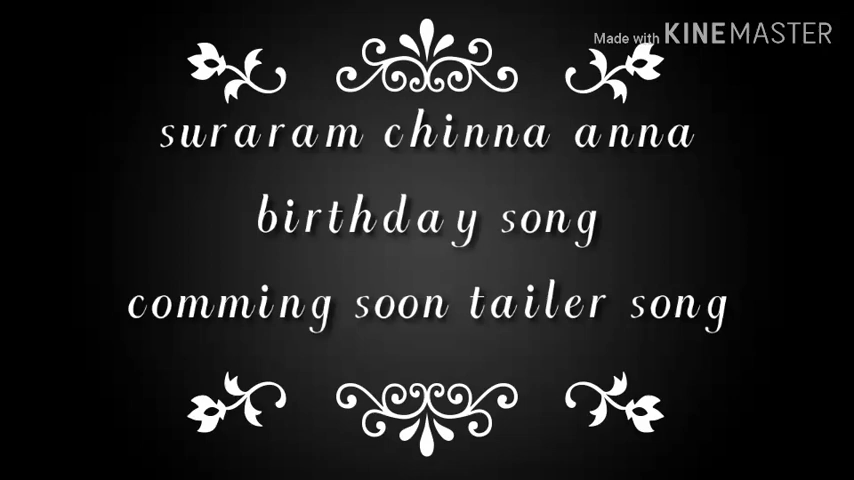 Made with KINEMASTER
suraram chinna anna
birthday song
comming soon tailer song